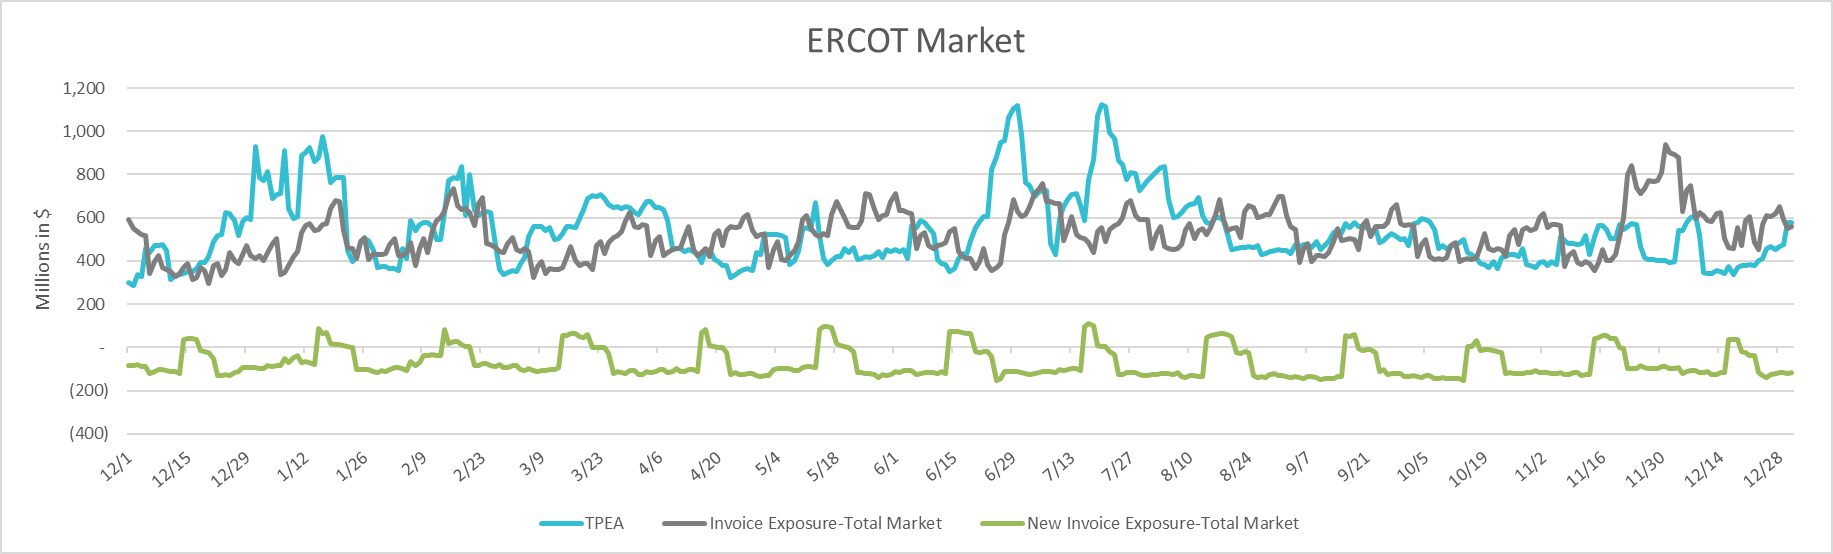 ERCOT Market
Millions in $
1,200
1,000
800
600
400
200
-
(200)
(400)
12/1 12/15 12/29 1/12 1/26 2/9 2/23 3/9 3/23 4/6 4/20 5/4 5/18 6/1 6/15 6/29 7/13 7/27 8/10 8/24 9/7 9/21 10/5 10/19 11/2 11/16 11/30 12/14 12/28
TPEA Invoice Exposure-Total Market New Invoice Exposure-Total Market